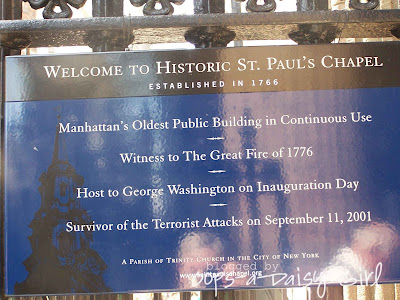 WELCOME TO HISTORIC ST. PAUL'S CHAPEL
ESTABLISHED IN 1766
Manhattan's Oldest Public Building in Continuous Use
Witness to The Great Fire of 1776
Host to George Washington on Inauguration Day
Survivor of the Terrorist Attacks on September 11, 2001
A PARISH OF TRINITY CHURCH IN THE CITY OF NEW YORK
blogged by
Oops a Daisy Girl